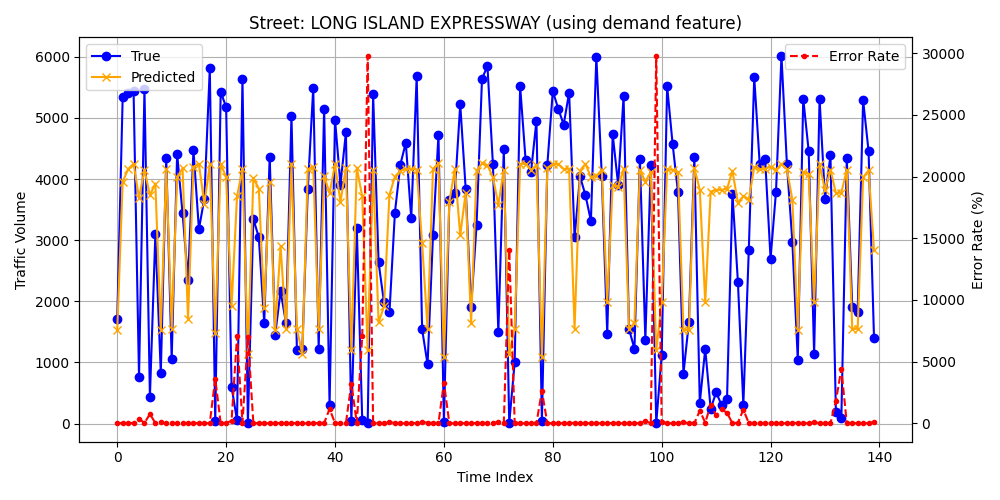 Street: LONG ISLAND EXPRESSWAY (using demand feature)
True
Predicted
Error Rate
Traffic Volume
6000
5000
4000
3000
2000
1000
0
30000
25000
20000
15000
10000
5000
0
Error Rate (%)
0 20 40 60 80 100 120 140
Time Index